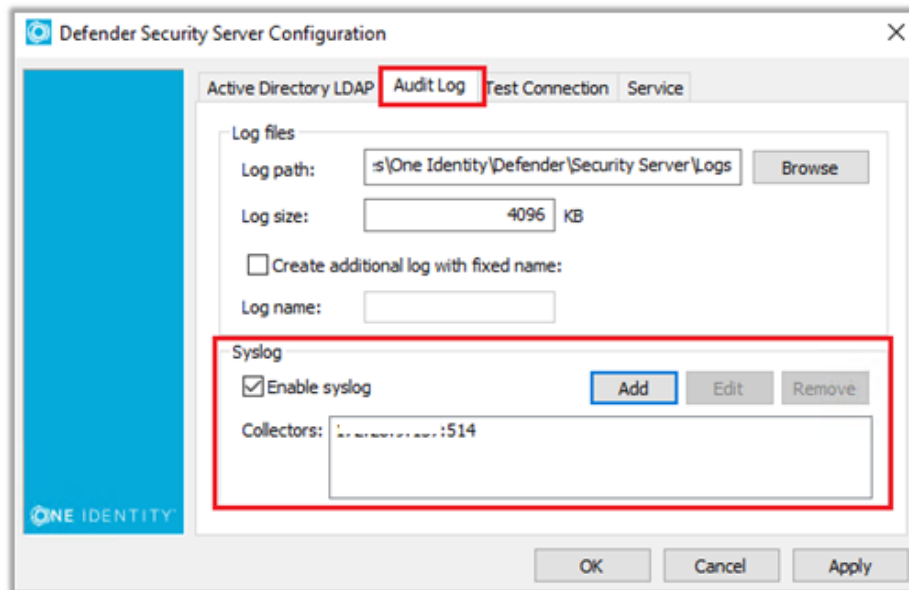 Defender Security Server Configuration
Active Directory LDAP Audit Log Test Connection Service
Log files
Log path: :s\One Identity\Defender\Security Server\Logs Browse
Log size: 4096 KB
Create additional log with fixed name:
Log name:
Syslog
Enable syslog Add Edit Remove
Collectors: :514
ONE IDENTITY
OK Cancel Apply